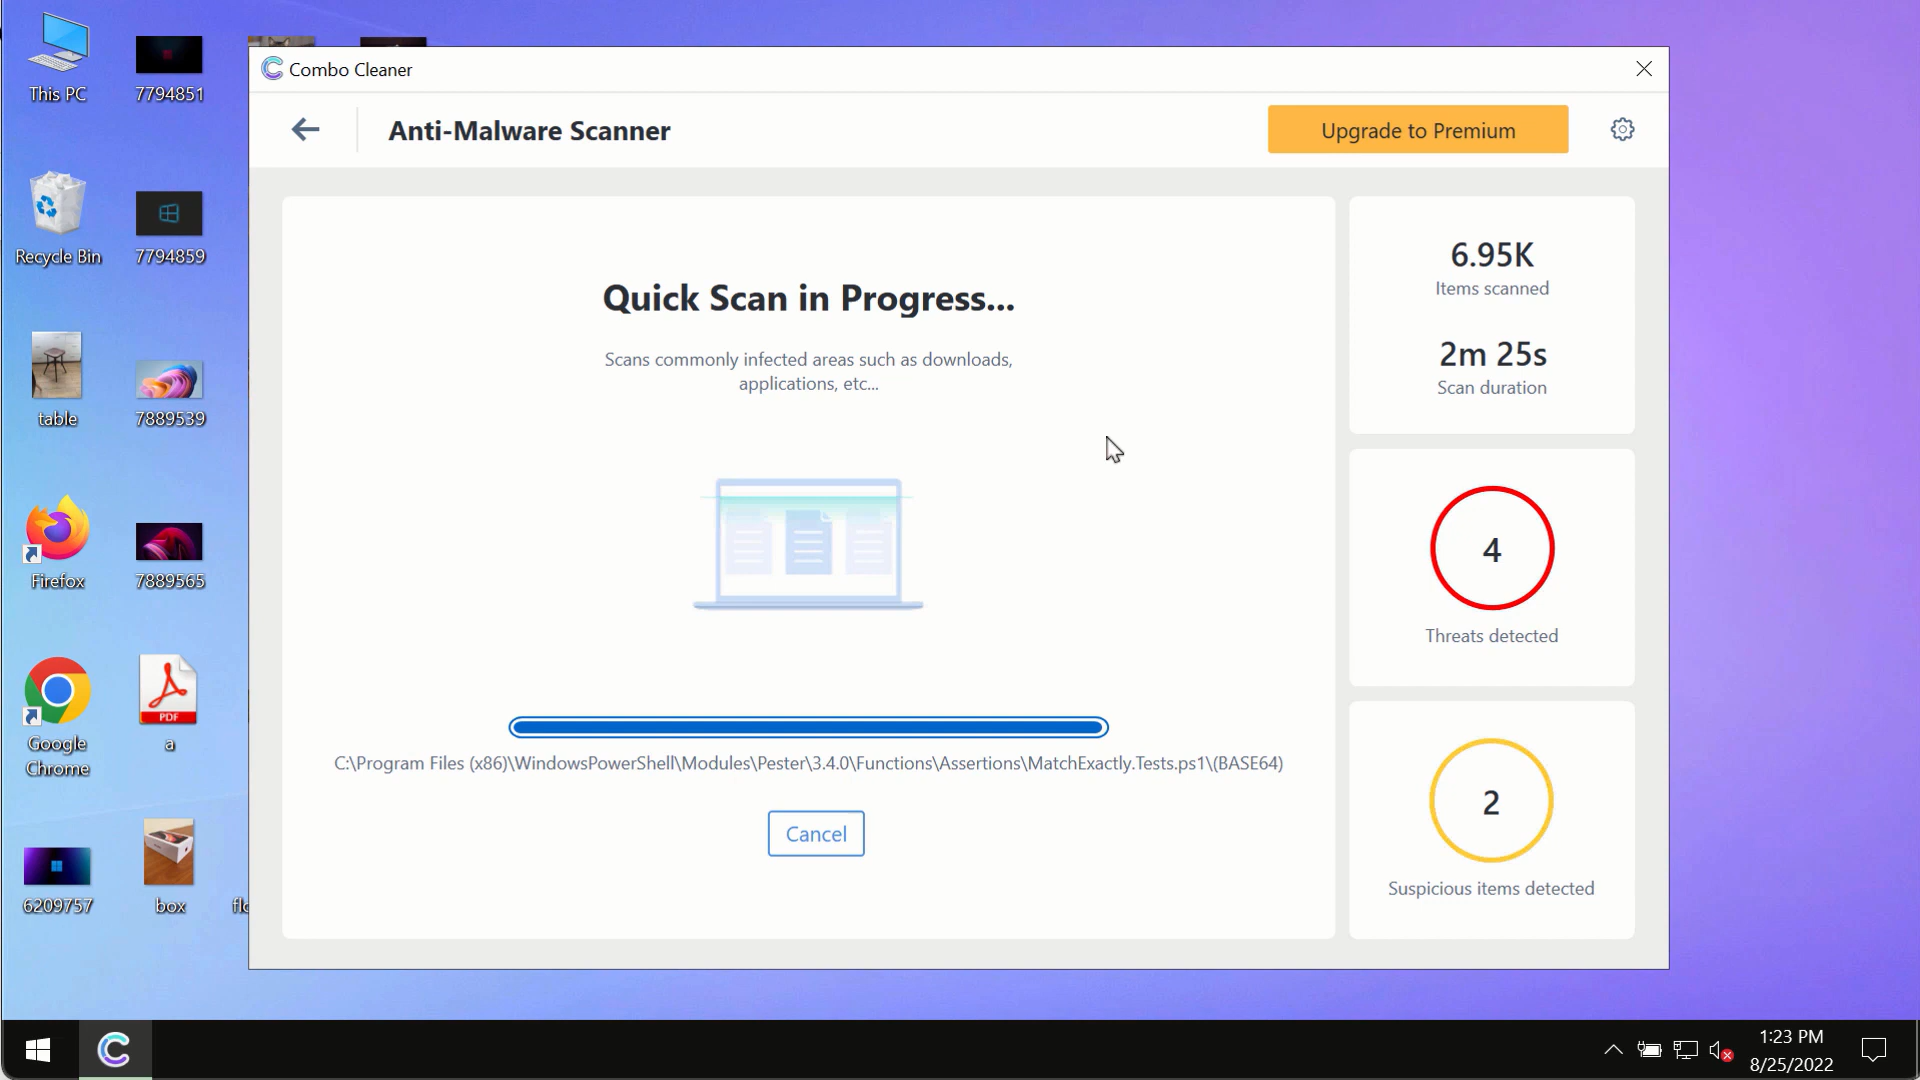 This PC
7794851
Recycle Bin
7794859
table
7889539
Firefox
7889565
Google
Chrome
PDF
a
6209757
box
Combo Cleaner
Anti-Malware Scanner
Upgrade to Premium
Quick Scan in Progress...
Scans commonly infected areas such as downloads,
applications, etc...
C:\Program Files (x86)\WindowsPowerShell\Modules\Pester\3.4.0\Functions\Assertions\MatchExactly.Tests.ps1\(BASE64)
Cancel
6.95K
Items scanned
2m 25s
Scan duration
4
Threats detected
2
Suspicious items detected
1:23 PM
8/25/2022